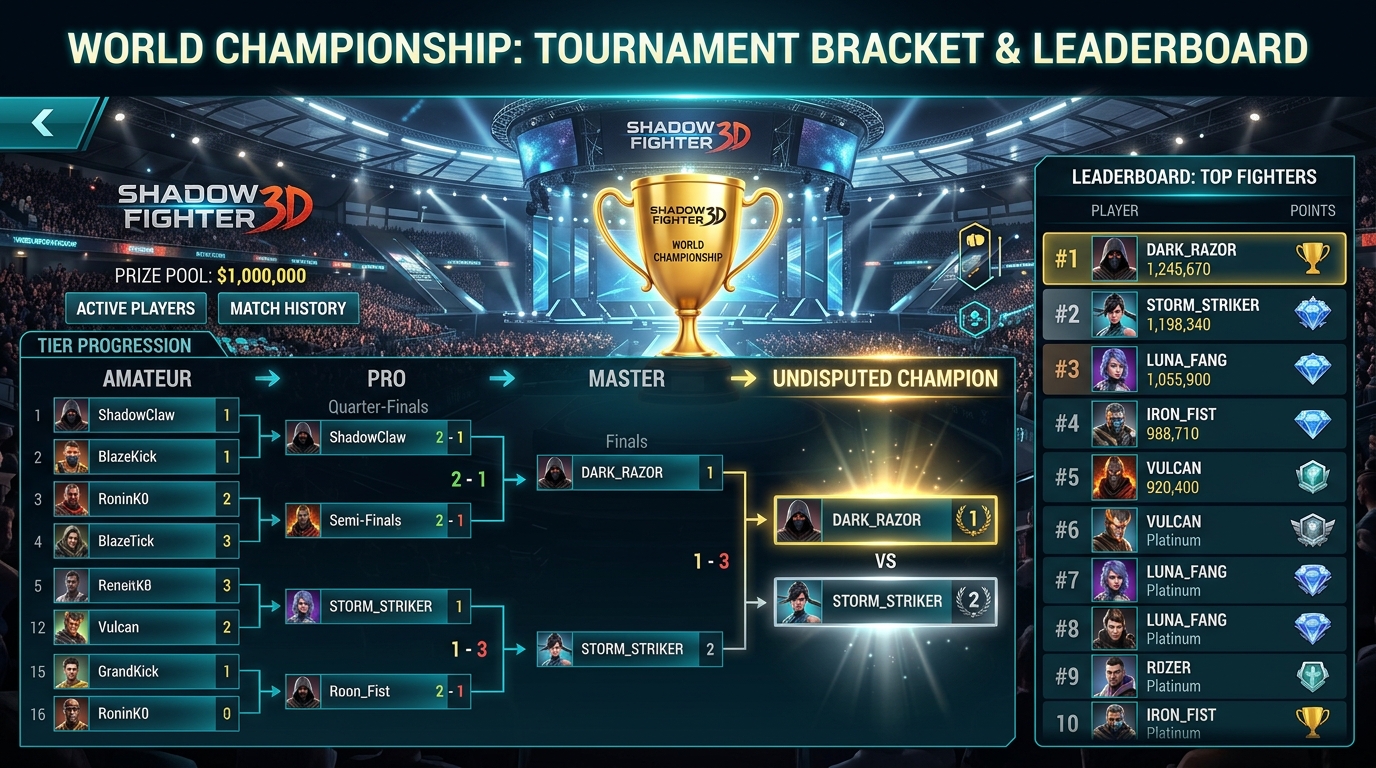 WORLD CHAMPIONSHIP: TOURNAMENT BRACKET & LEADERBOARD
SHADOW
FIGHTER 3D
SHADOW
FIGHTER 3D
PRIZE POOL: $1,000,000
ACTIVE PLAYERS
MATCH HISTORY
SHADOW
FIGHTER 3D
WORLD
CHAMPIONSHIP
TIER PROGRESSION
AMATEUR
PRO
MASTER
UNDISPUTED CHAMPION
1 ShadowClaw 1
2 BlazeKick 1
3 RoninK0 2
4 BlazeTick 3
5 ReneitKB 3
12 Vulcan 2
15 GrandKick 1
16 RoninK0 0
Quarter-Finals
ShadowClaw 2 - 1
2 - 1
Semi-Finals 2 - 1
STORM_STRIKER 1
1 - 3
Roon_Fist 2 - 1
Finals
DARK_RAZOR 1
1 - 3
STORM_STRIKER 2
DARK_RAZOR 1
VS
STORM_STRIKER 2
LEADERBOARD: TOP FIGHTERS
PLAYER POINTS
#1 DARK_RAZOR
1,245,670
#2 STORM_STRIKER
1,198,340
#3 LUNA_FANG
1,055,900
#4 IRON_FIST
988,710
#5 VULCAN
920,400
#6 VULCAN
Platinum
#7 LUNA_FANG
Platinum
#8 LUNA_FANG
Platinum
#9 RDZER
Platinum
10 IRON_FIST
Platinum